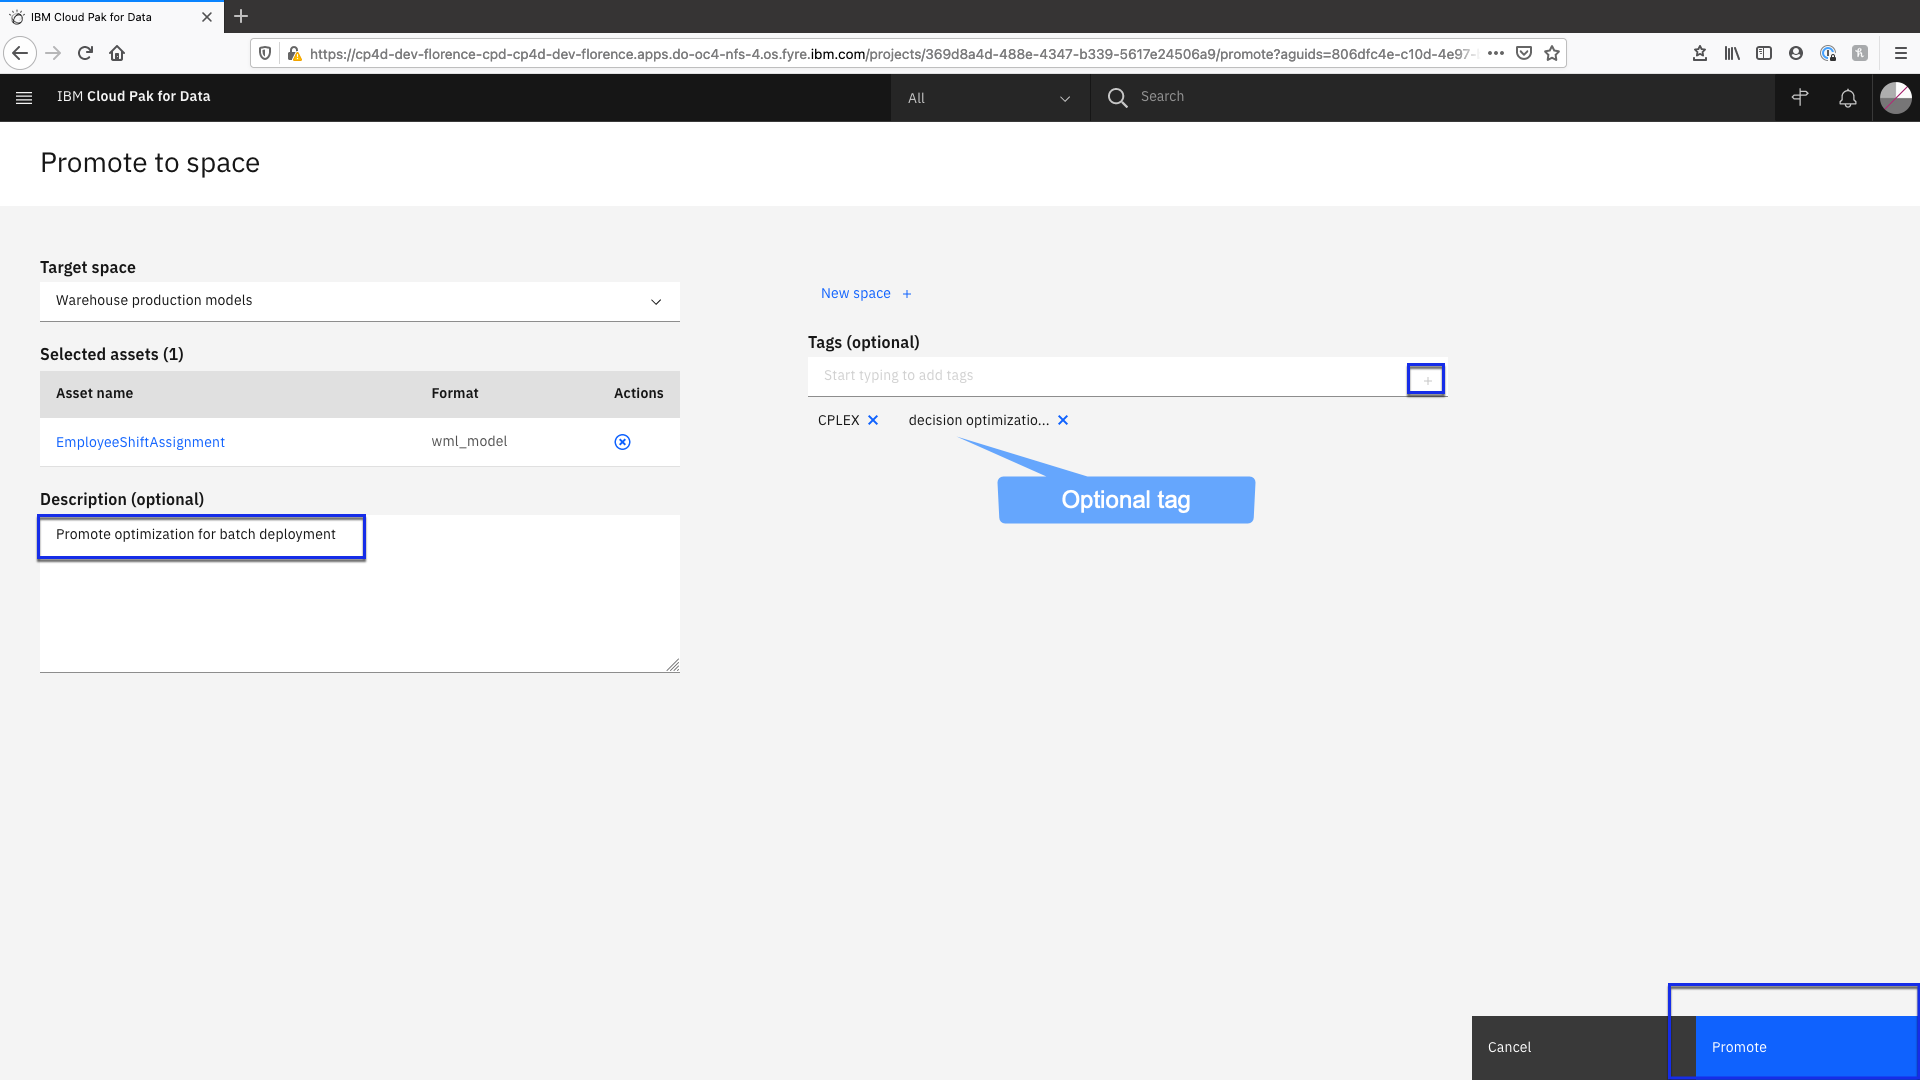 IBM Cloud Pak for Data
https://cp4d-dev-florence-cpd-cp4d-dev-florence.apps.do-oc4-nfs-4.os.fyre.ibm.com/projects/369d8a4d-488e-4347-b339-5617e24506a9/promote?aguids=806dfc4e-c10d-4e97-
IBM Cloud Pak for Data
All
Search
Promote to space
Target space
Warehouse production models
New space +
Selected assets (1)
Asset name Format Actions
EmployeeShiftAssignment wml_model
Tags (optional)
Start typing to add tags
CPLEX decision optimizatio...
Optional tag
Description (optional)
Promote optimization for batch deployment
Cancel
Promote